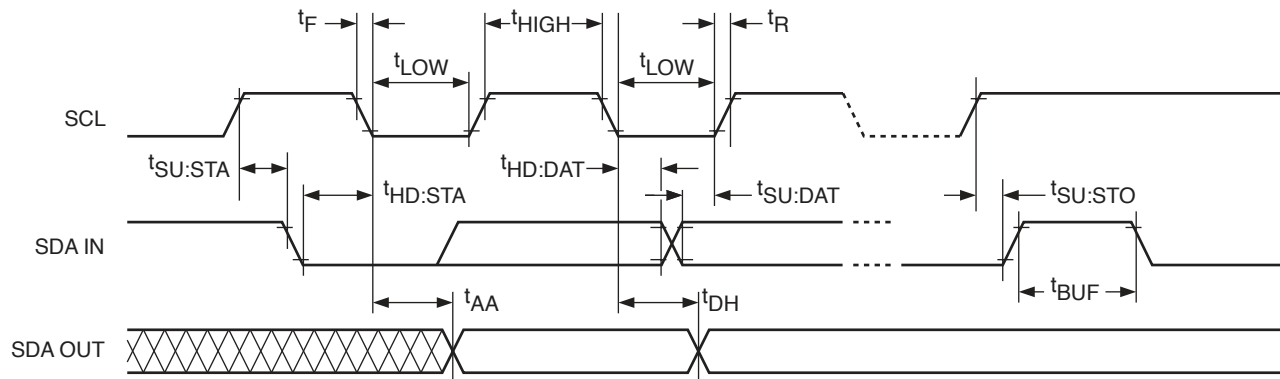 tF tHIGH tR
tLOW tLOW
SCL
tSU:STA tHD:STA tHD:DAT tSU:DAT tSU:STO
SDA IN
tBUF
tAA tDH
SDA OUT